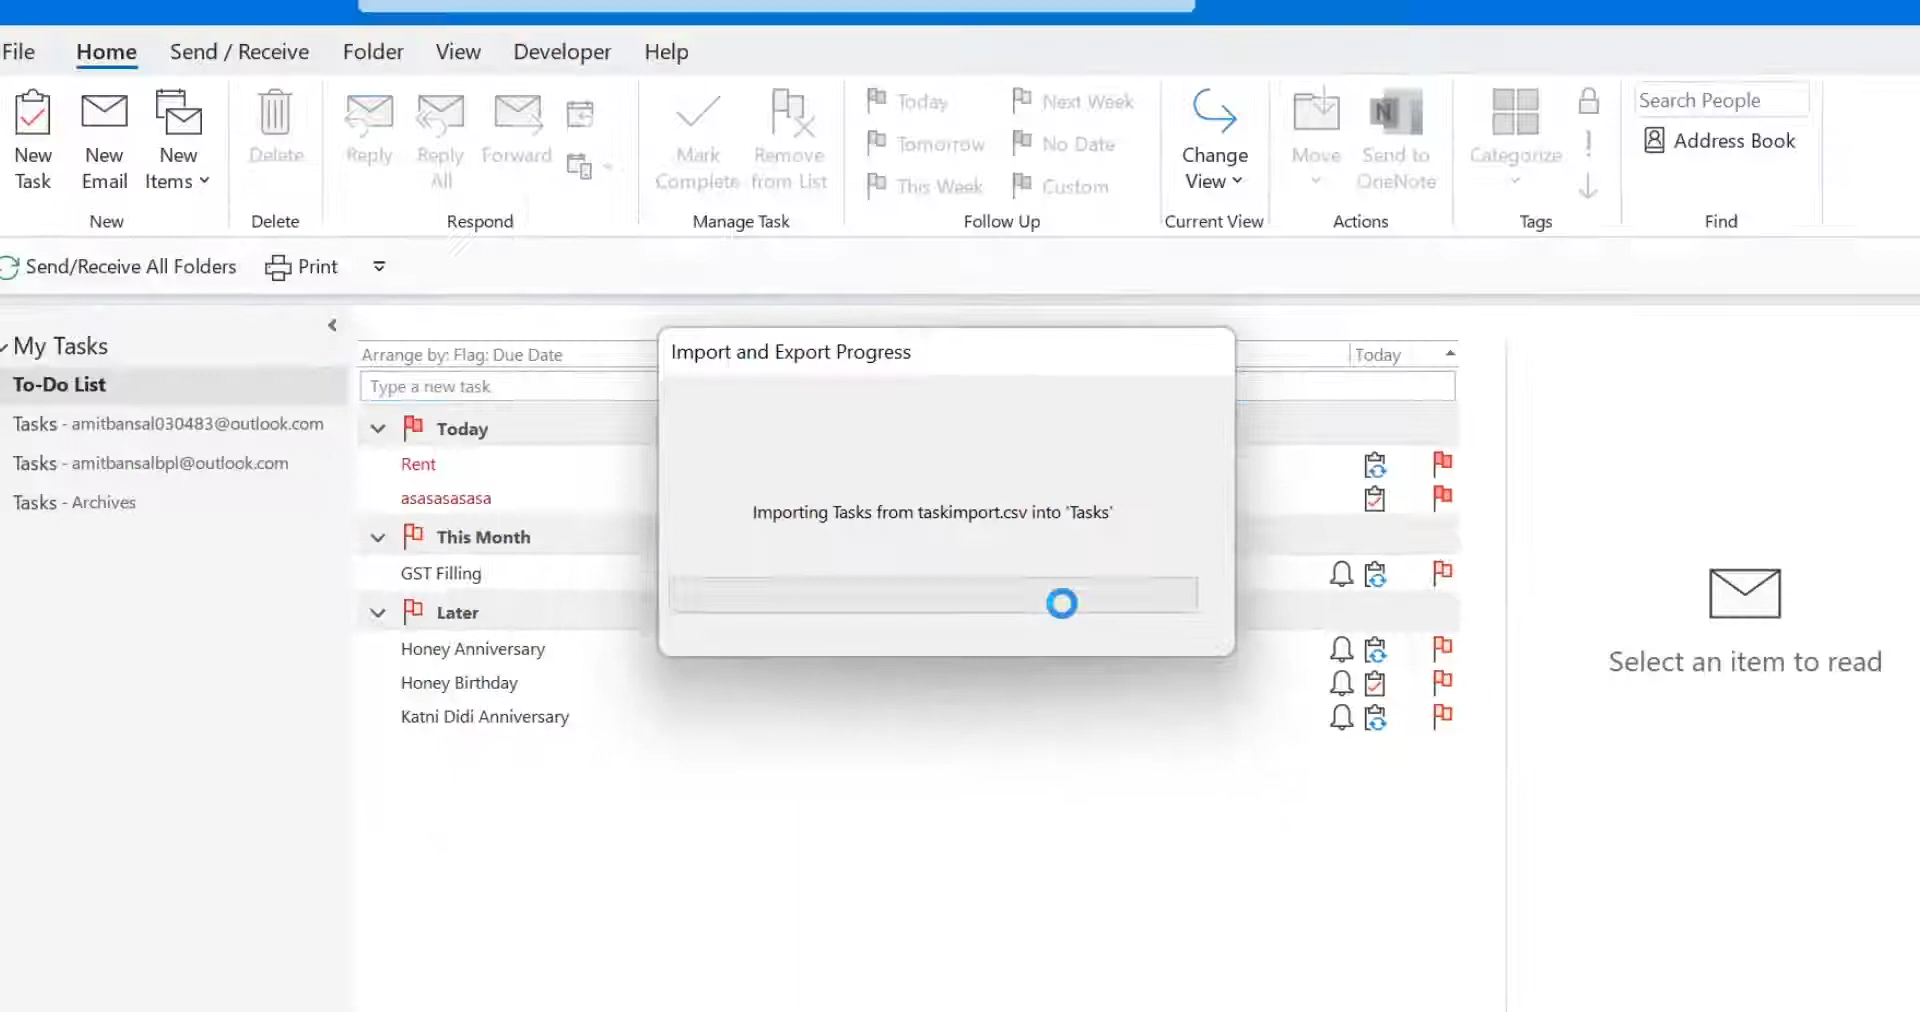 File Home Send / Receive Folder View Developer Help
New Task
New Email
New Items
Delete
Reply
Reply All
Forward
Mark Complete
Remove from List
Today
Tomorrow
This Week
Next Week
No Date
Custom
Change View
Move
Send to OneNote
Categorize
Search People
Address Book
New Delete Respond Manage Task Follow Up Current View Actions Tags Find
Send/Receive All Folders Print
My Tasks
To-Do List
Tasks - amitbansal030483@outlook.com
Tasks - amitbansalbpl@outlook.com
Tasks - Archives
Arrange by: Flag: Due Date Today
Type a new task
Today
Rent
asasasasasa
This Month
GST Filling
Later
Honey Anniversary
Honey Birthday
Katni Didi Anniversary
Import and Export Progress
Importing Tasks from taskimport.csv into 'Tasks'
Select an item to read